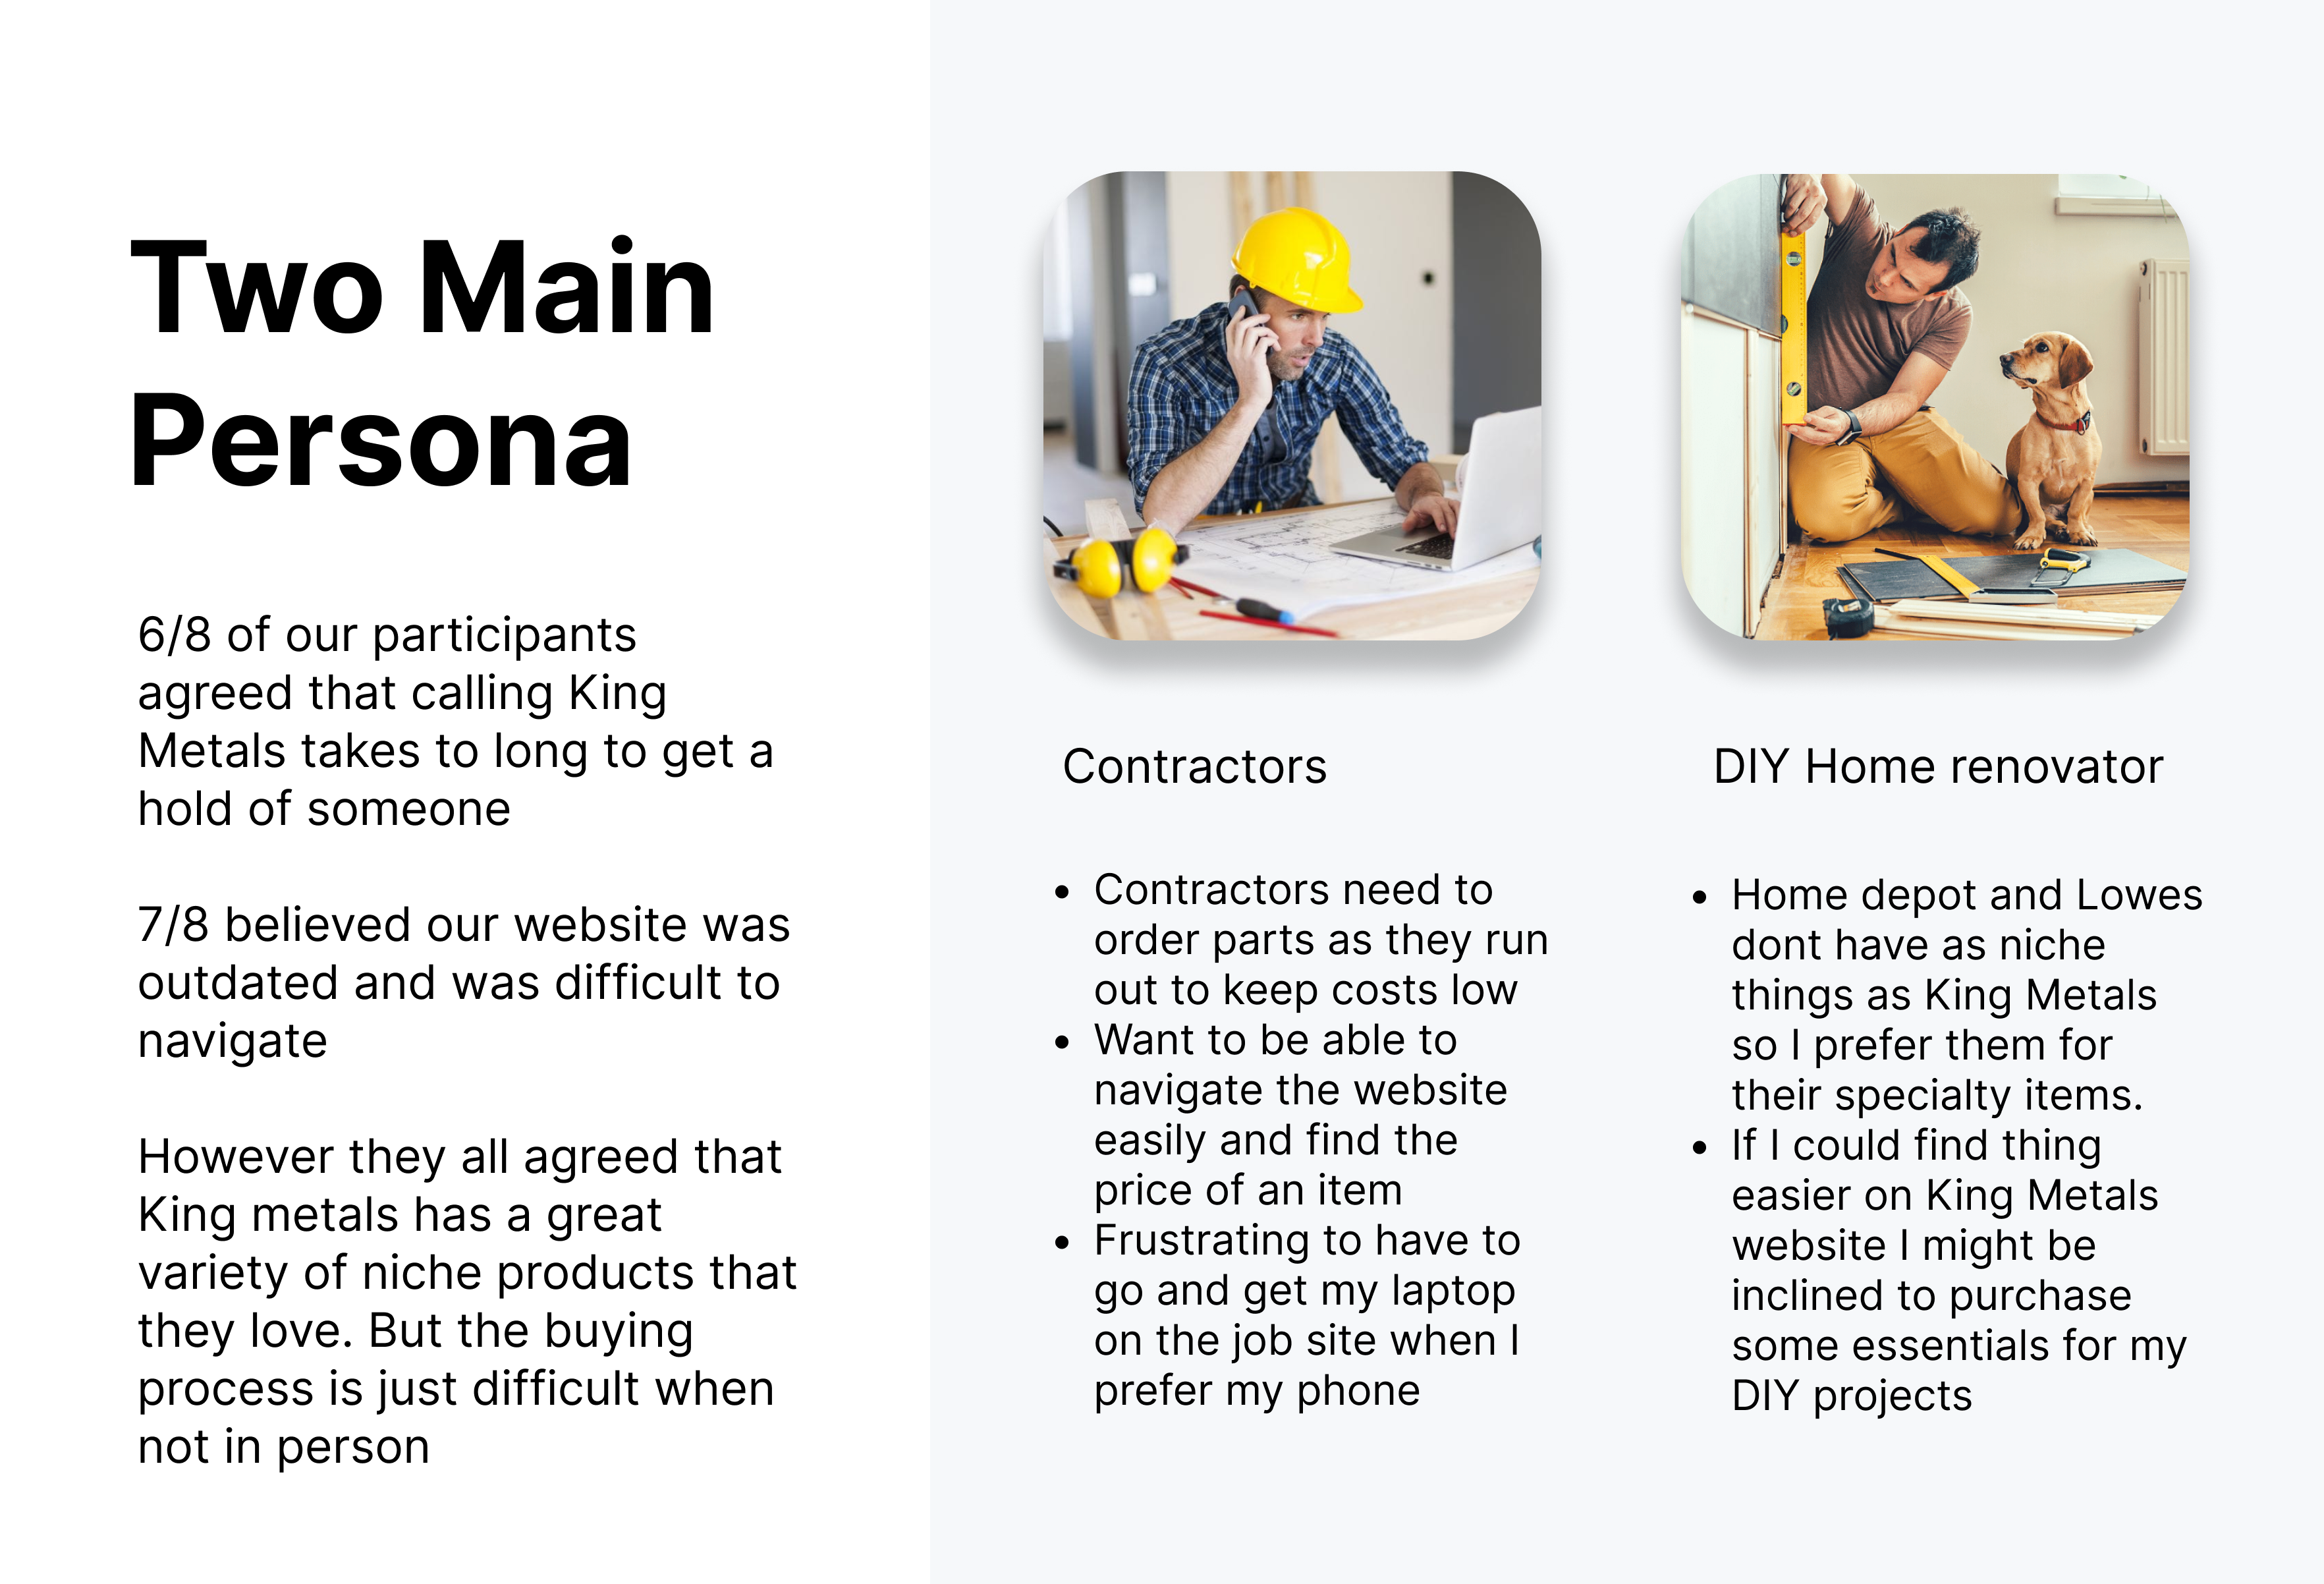 Two Main
Persona
6/8 of our participants
agreed that calling King
Metals takes to long to get a
hold of someone
7/8 believed our website was
outdated and was difficult to
navigate
However they all agreed that
King metals has a great
variety of niche products that
they love. But the buying
process is just difficult when
not in person
Contractors
• Contractors need to
order parts as they run
out to keep costs low
• Want to be able to
navigate the website
easily and find the
price of an item
• Frustrating to have to
go and get my laptop
on the job site when I
prefer my phone
DIY Home renovator
• Home depot and Lowes
dont have as niche
things as King Metals
so I prefer them for
their specialty items.
• If I could find thing
easier on King Metals
website I might be
inclined to purchase
some essentials for my
DIY projects